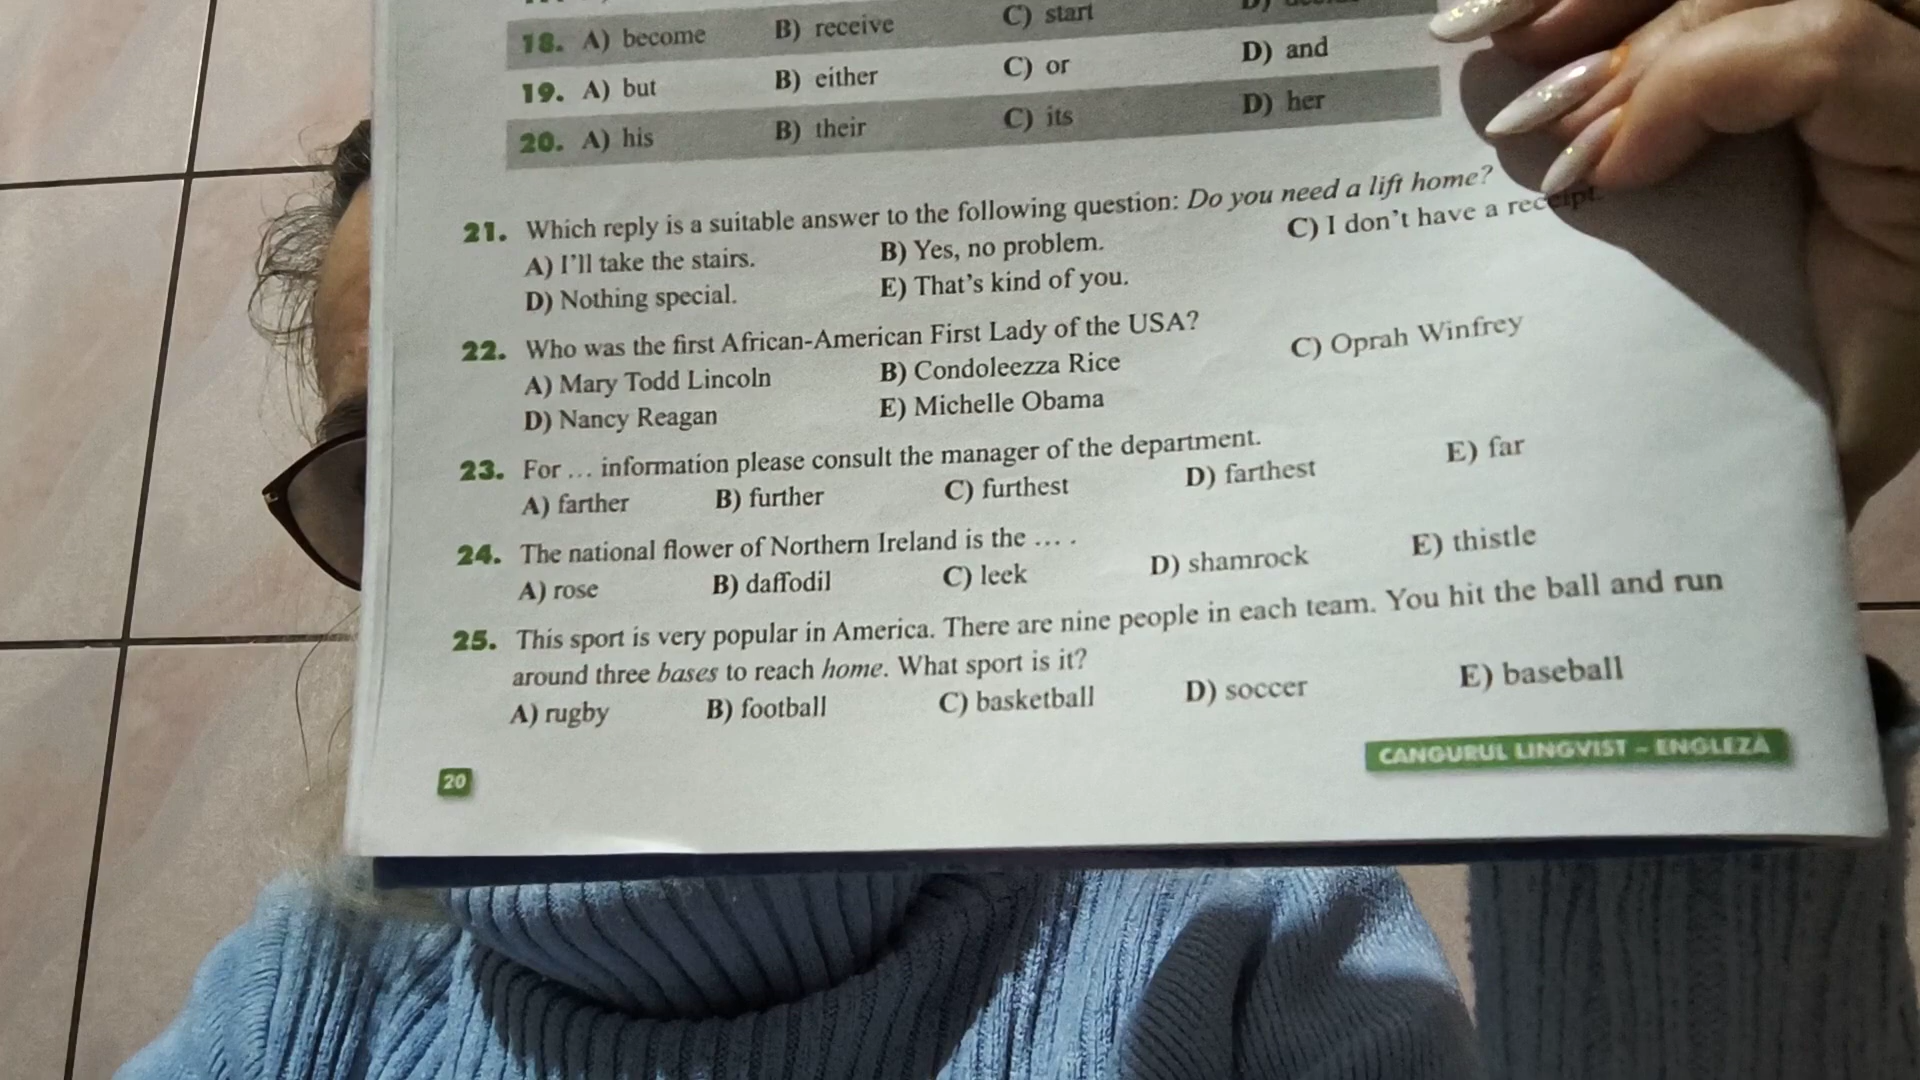 18. A) become B) receive C) start
19. A) but B) either C) or D) and
20. A) his B) their C) its D) her
21. Which reply is a suitable answer to the following question: Do you need a lift home?
A) I'll take the stairs. B) Yes, no problem. C) I don't have a receipt.
D) Nothing special. E) That's kind of you.
22. Who was the first African-American First Lady of the USA?
A) Mary Todd Lincoln B) Condoleezza Rice C) Oprah Winfrey
D) Nancy Reagan E) Michelle Obama
23. For … information please consult the manager of the department.
A) farther B) further C) furthest D) farthest E) far
24. The national flower of Northern Ireland is the … .
A) rose B) daffodil C) leek D) shamrock E) thistle
25. This sport is very popular in America. There are nine people in each team. You hit the ball and run
around three bases to reach home. What sport is it?
A) rugby B) football C) basketball D) soccer E) baseball
20
CANGURUL LINGVIST – ENGLEZĂ